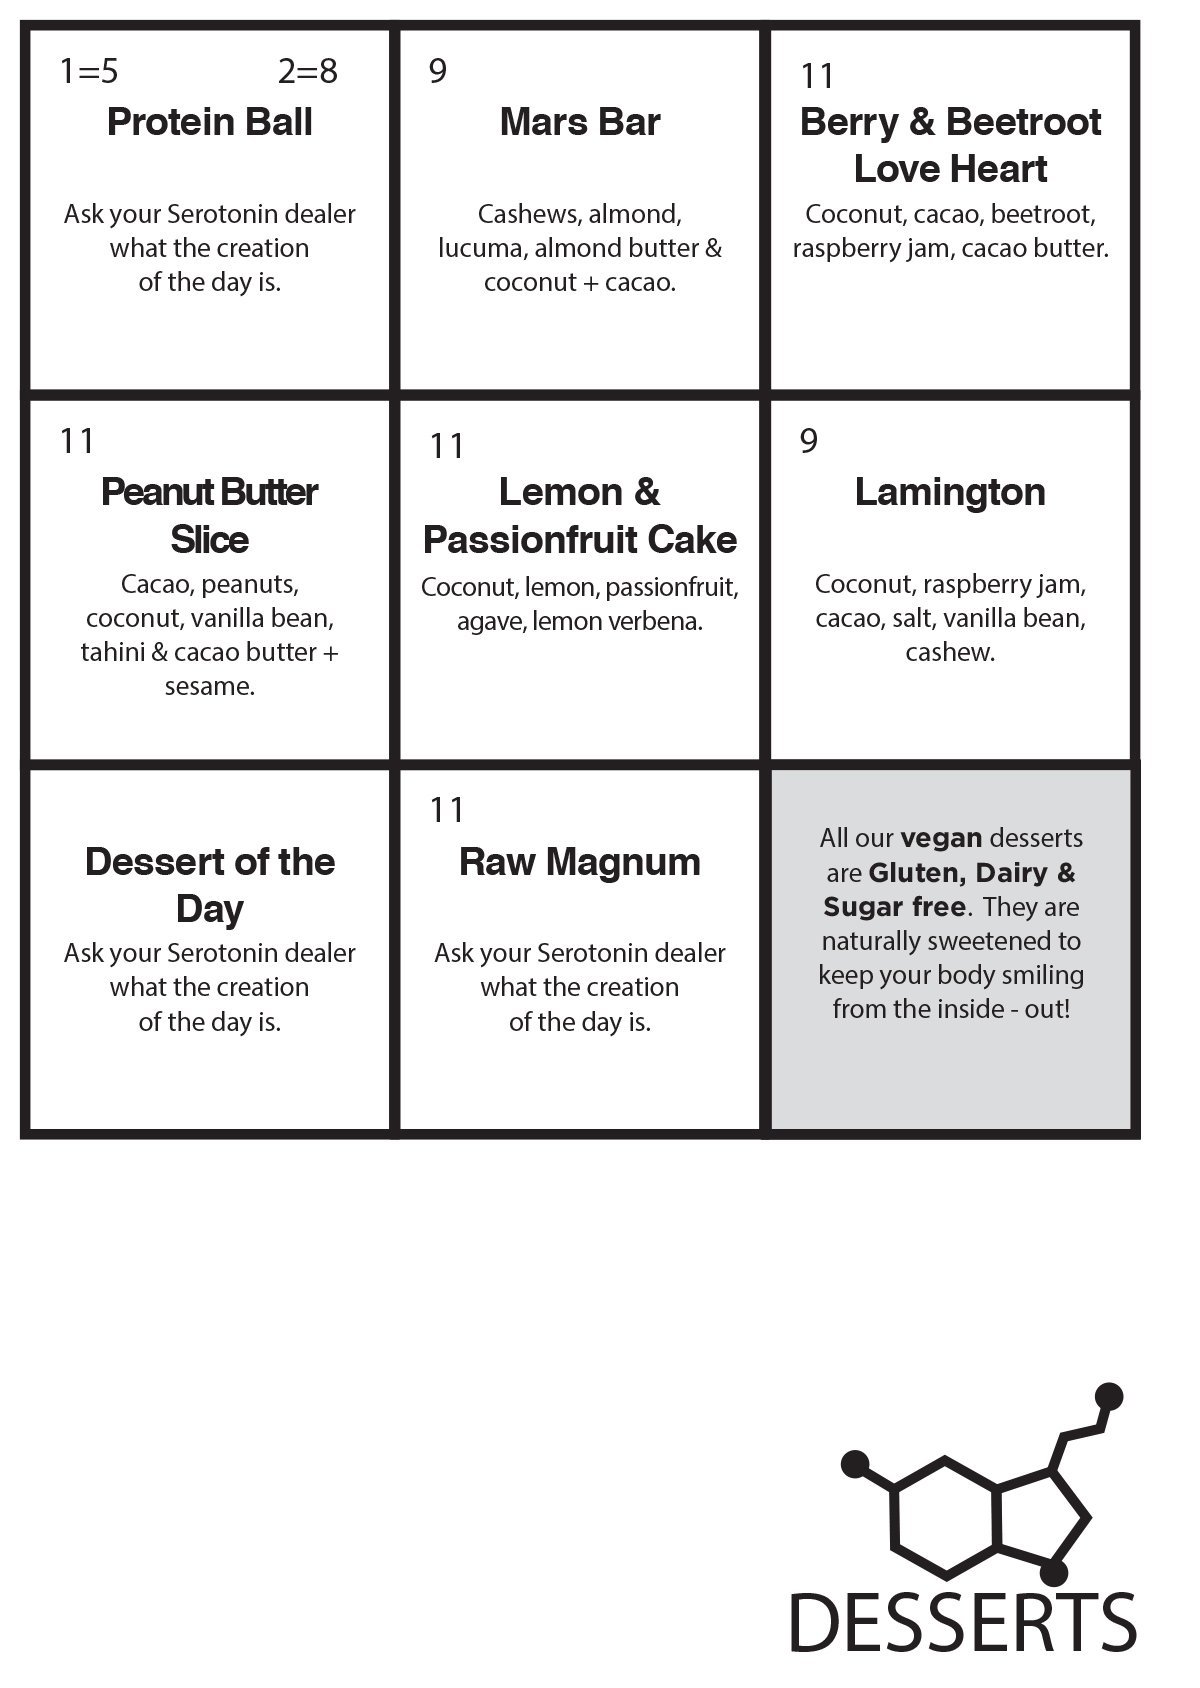 1=5 2=8
Protein Ball
Ask your Serotonin dealer
what the creation
of the day is.
9
Mars Bar
Cashews, almond,
lucuma, almond butter &
coconut + cacao.
11
Berry & Beetroot
Love Heart
Coconut, cacao, beetroot,
raspberry jam, cacao butter.
11
Peanut Butter
Slice
Cacao, peanuts,
coconut, vanilla bean,
tahini & cacao butter +
sesame.
11
Lemon &
Passionfruit Cake
Coconut, lemon, passionfruit,
agave, lemon verbena.
9
Lamington
Coconut, raspberry jam,
cacao, salt, vanilla bean,
cashew.
Dessert of the
Day
Ask your Serotonin dealer
what the creation
of the day is.
11
Raw Magnum
Ask your Serotonin dealer
what the creation
of the day is.
All our vegan desserts
are Gluten, Dairy &
Sugar free. They are
naturally sweetened to
keep your body smiling
from the inside - out!
DESSERTS